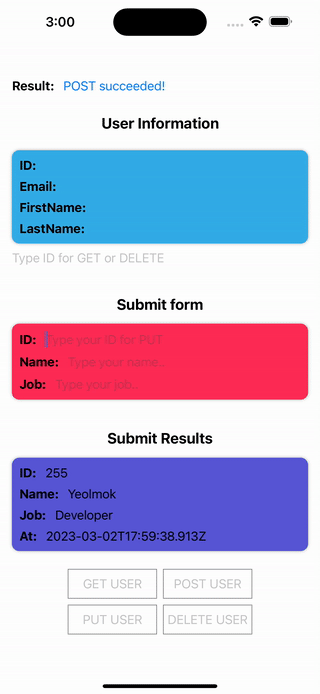 3:00
Result: POST succeeded!
User Information
ID:
Email:
FirstName:
LastName:
Type ID for GET or DELETE
Submit form
ID: Type your ID for PUT
Name: Type your name..
Job: Type your job..
Submit Results
ID: 255
Name: Yeolmok
Job: Developer
At: 2023-03-02T17:59:38.913Z
GET USER POST USER
PUT USER DELETE USER